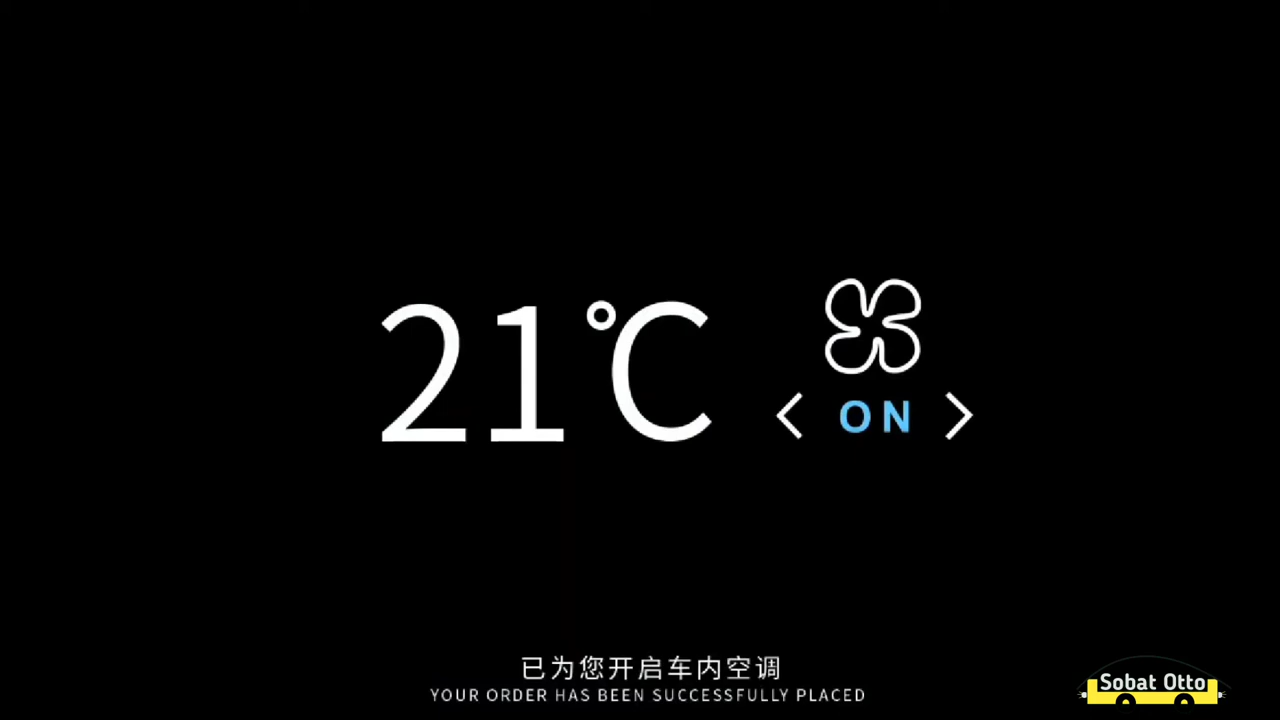 21℃
< ON >
已为您开启车内空调
YOUR ORDER HAS BEEN SUCCESSFULLY PLACED
Sobat Otto